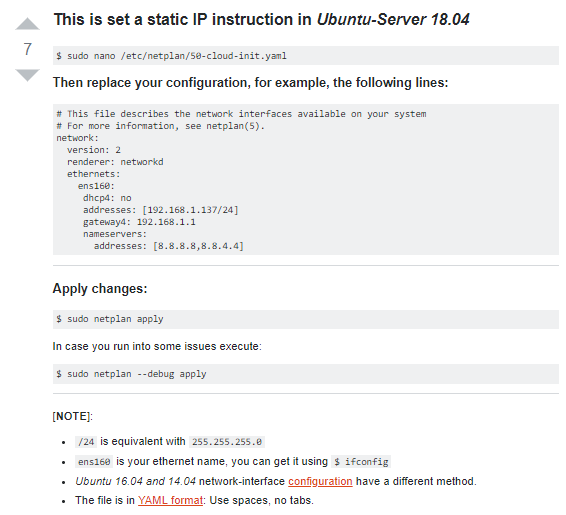 This is set a static IP instruction in Ubuntu-Server 18.04
7
$ sudo nano /etc/netplan/50-cloud-init.yaml
Then replace your configuration, for example, the following lines:
# This file describes the network interfaces available on your system
# For more information, see netplan(5).
network:
  version: 2
  renderer: networkd
  ethernets:
    ens160:
     dhcp4: no
     addresses: [192.168.1.137/24]
     gateway4: 192.168.1.1
     nameservers:
       addresses: [8.8.8.8,8.8.4.4]
Apply changes:
$ sudo netplan apply
In case you run into some issues execute:
$ sudo netplan --debug apply
[NOTE]:
• /24 is equivalent with 255.255.255.0
• ens160 is your ethernet name, you can get it using $ ifconfig
• Ubuntu 16.04 and 14.04 network-interface configuration have a different method.
• The file is in YAML format: Use spaces, no tabs.